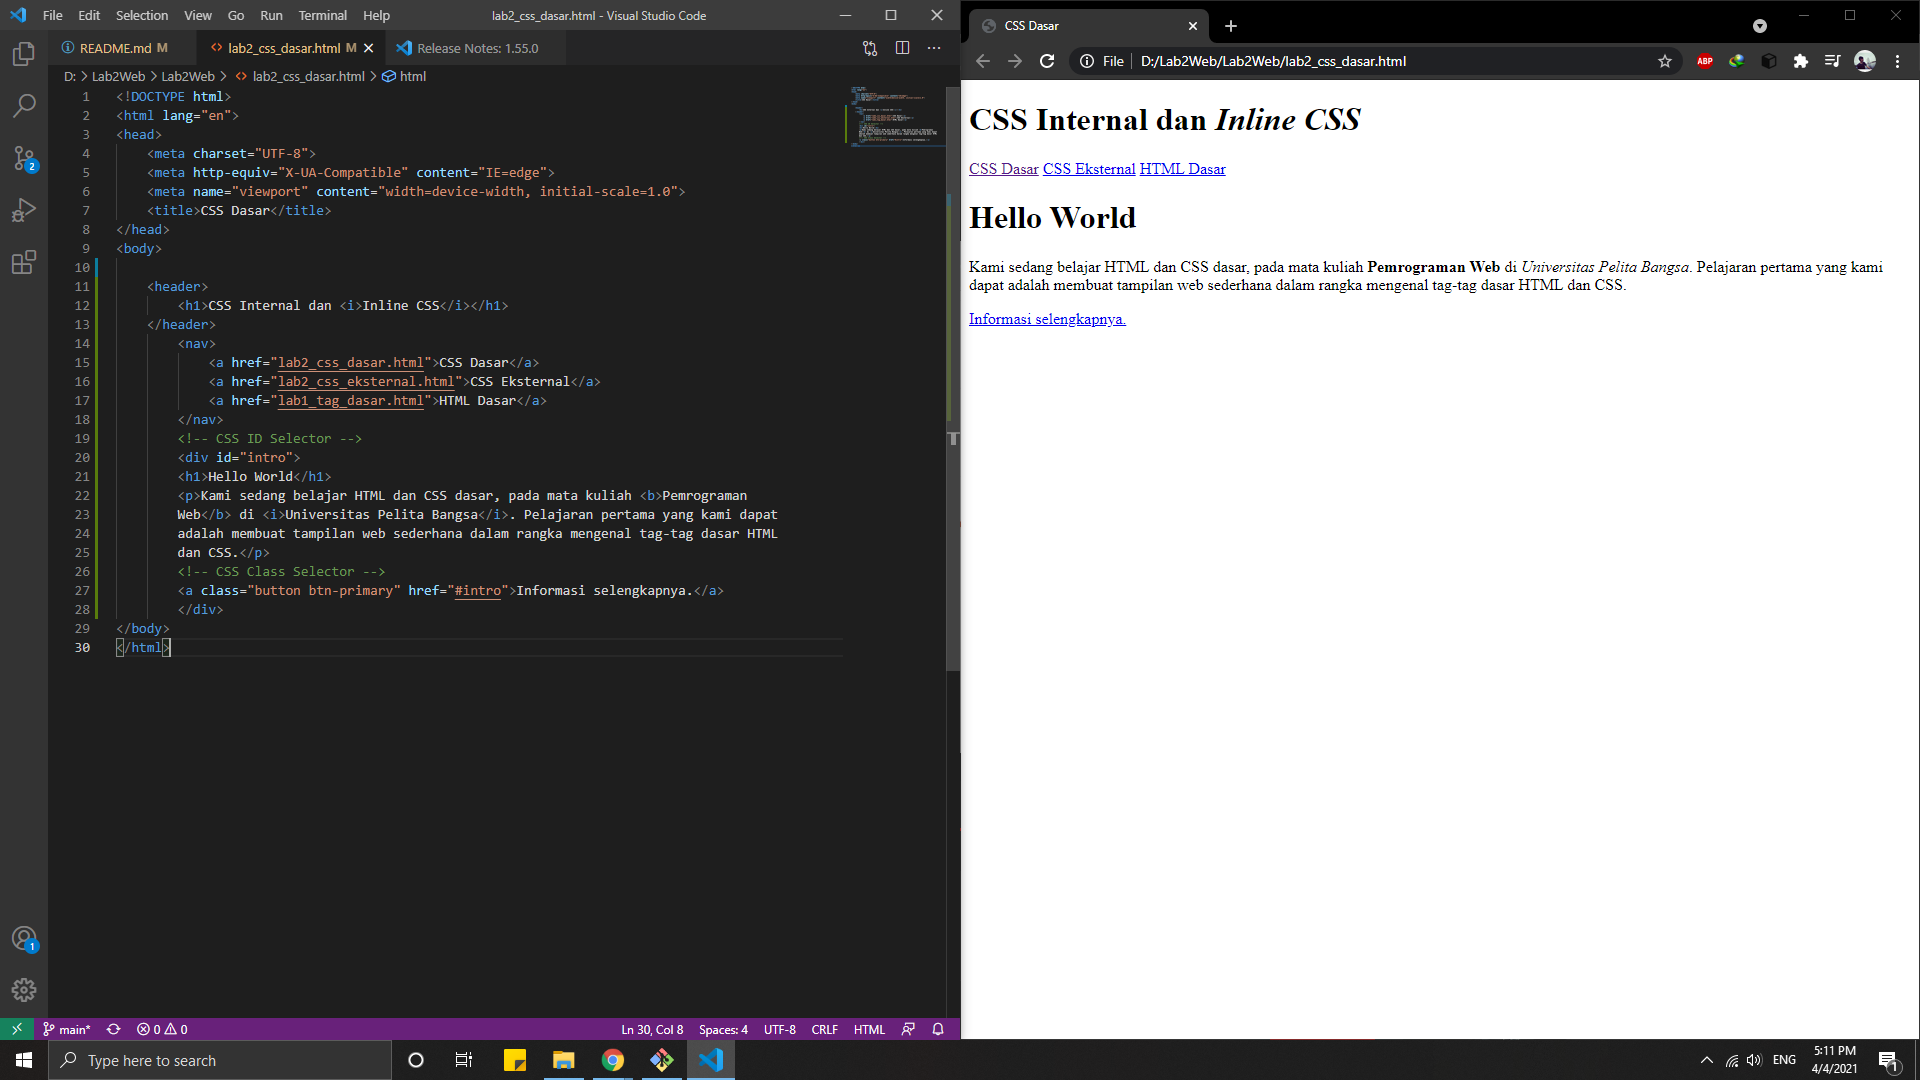 File Edit Selection View Go Run Terminal Help
lab2_css_dasar.html - Visual Studio Code
README.md M
lab2_css_dasar.html M
Release Notes: 1.55.0
D: > Lab2Web > Lab2Web > lab2_css_dasar.html > html
1 <!DOCTYPE html>
2 <html lang="en">
3 <head>
4 <meta charset="UTF-8">
5 <meta http-equiv="X-UA-Compatible" content="IE=edge">
6 <meta name="viewport" content="width=device-width, initial-scale=1.0">
7 <title>CSS Dasar</title>
8 </head>
9 <body>
10
11 <header>
12 <h1>CSS Internal dan <i>Inline CSS</i></h1>
13 </header>
14 <nav>
15 <a href="lab2_css_dasar.html">CSS Dasar</a>
16 <a href="lab2_css_eksternal.html">CSS Eksternal</a>
17 <a href="lab1_tag_dasar.html">HTML Dasar</a>
18 </nav>
19 <!-- CSS ID Selector -->
20 <div id="intro">
21 <h1>Hello World</h1>
22 <p>Kami sedang belajar HTML dan CSS dasar, pada mata kuliah <b>Pemrograman
23 Web</b> di <i>Universitas Pelita Bangsa</i>. Pelajaran pertama yang kami dapat
24 adalah membuat tampilan web sederhana dalam rangka mengenal tag-tag dasar HTML
25 dan CSS.</p>
26 <!-- CSS Class Selector -->
27 <a class="button btn-primary" href="#intro">Informasi selengkapnya.</a>
28 </div>
29 </body>
30 </html>
2
1
main* 0 0
Ln 30, Col 8 Spaces: 4 UTF-8 CRLF HTML
CSS Dasar
File D:/Lab2Web/Lab2Web/lab2_css_dasar.html
ABP
CSS Internal dan Inline CSS
CSS Dasar CSS Eksternal HTML Dasar
Hello World
Kami sedang belajar HTML dan CSS dasar, pada mata kuliah Pemrograman Web di Universitas Pelita Bangsa. Pelajaran pertama yang kami
dapat adalah membuat tampilan web sederhana dalam rangka mengenal tag-tag dasar HTML dan CSS.
Informasi selengkapnya.
Type here to search
ENG
5:11 PM
4/4/2021
1